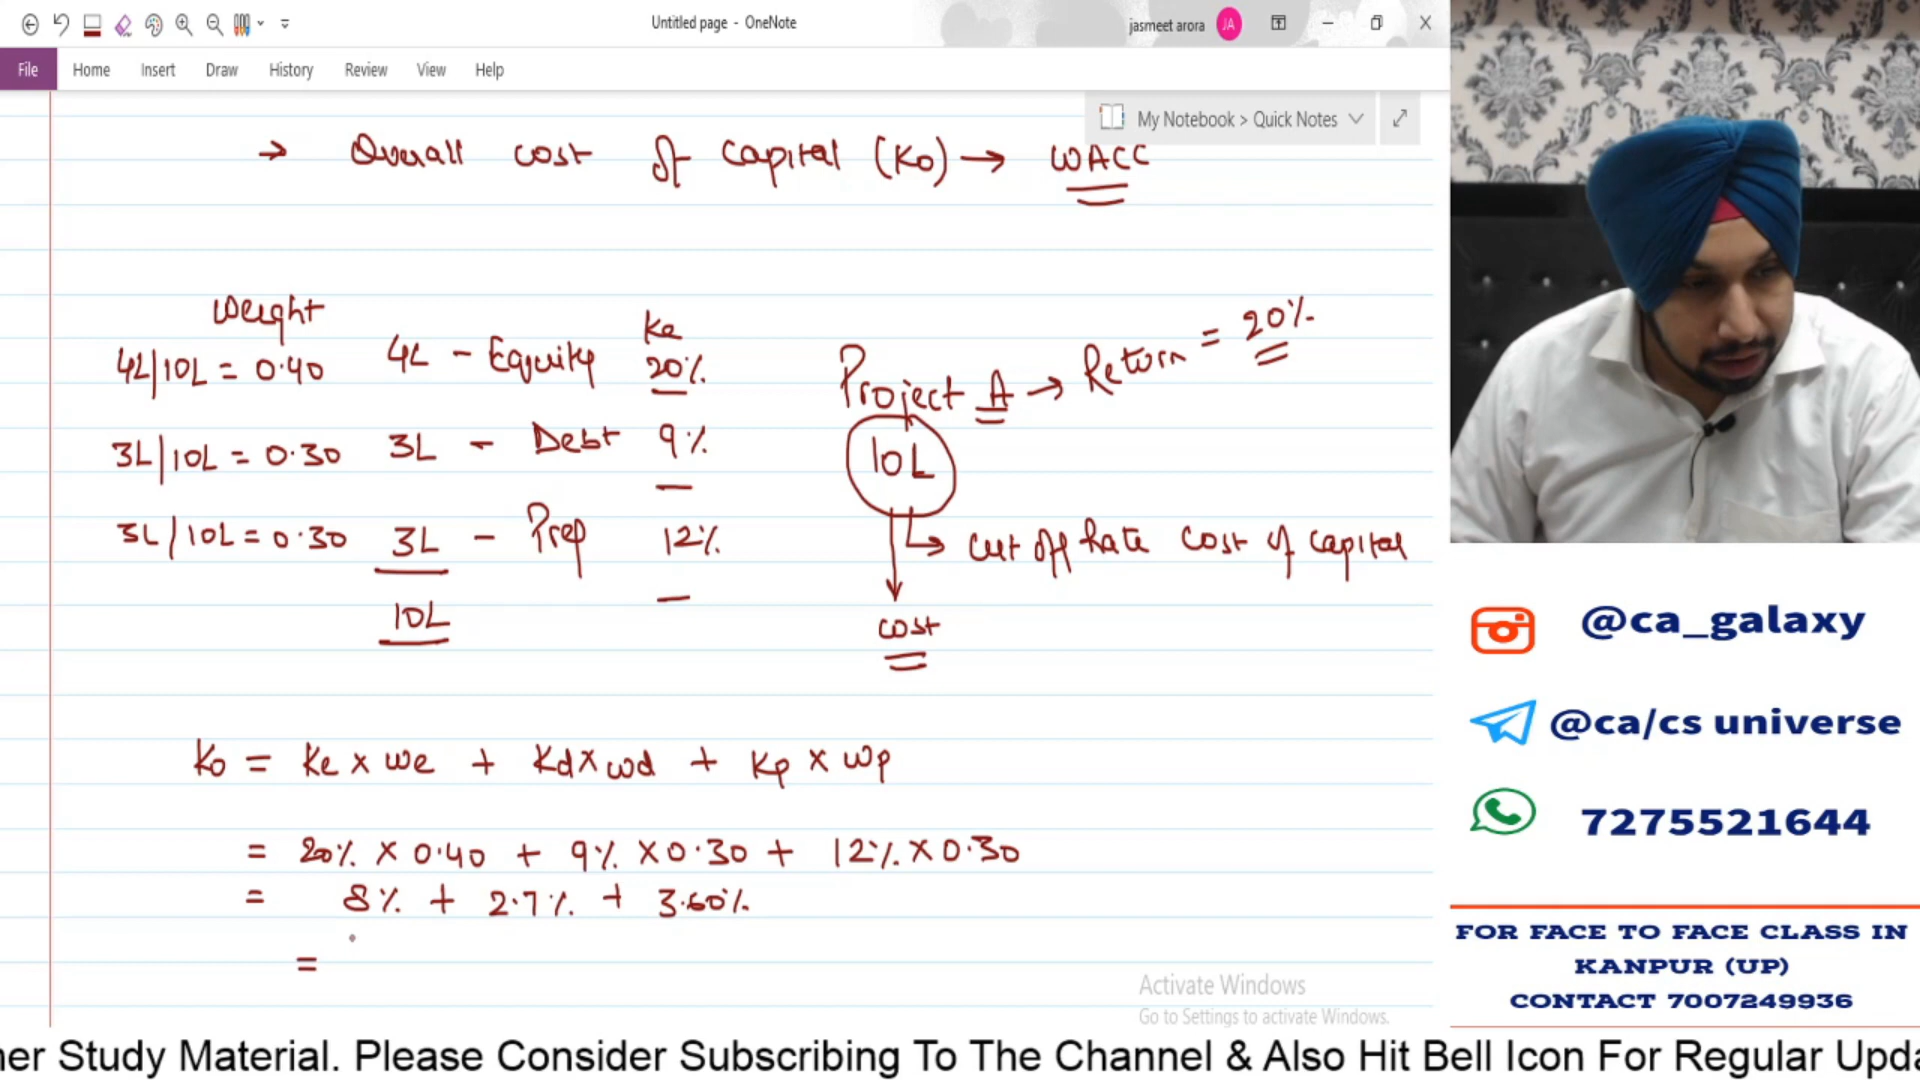 Untitled page - OneNote
jasmeet arora JA
File Home Insert Draw History Review View Help
My Notebook > Quick Notes
→ Overall cost of capital (Ko) → WACC
Weight
Ke
4L/10L = 0.40 4L - Equity 20%
Project A → Return = 20%
3L/10L = 0.30 3L - Debt 9%
10L
3L/10L = 0.30 3L - Pref 12%
cut off Rate cost of capital
10L
cost
Ko = Ke x we + Kd x wd + Kp x wp
= 20% x 0.40 + 9% x 0.30 + 12% x 0.30
= 8% + 2.7% + 3.60%
=
@ca_galaxy
@ca/cs universe
7275521644
FOR FACE TO FACE CLASS IN
KANPUR (UP)
CONTACT 7007249936
Activate Windows
Go to Settings to activate Windows.
her Study Material. Please Consider Subscribing To The Channel & Also Hit Bell Icon For Regular Upda